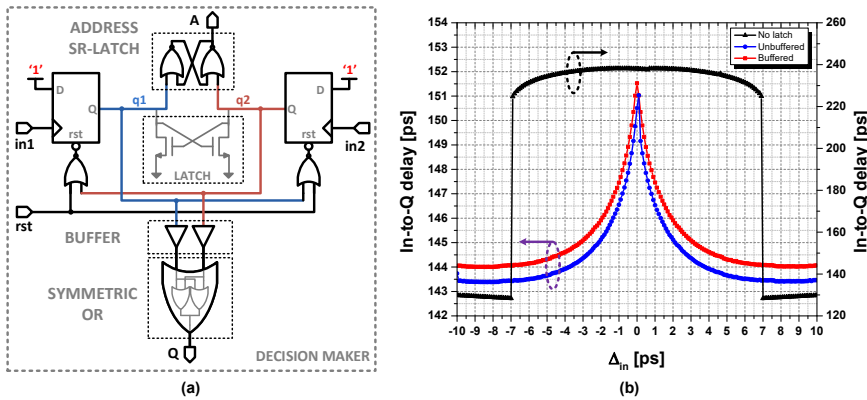 A
ADDRESS
SR-LATCH
'1'
'1'
D
D
Q
q1
q2
Q
rst
rst
in1
in2
LATCH
rst
BUFFER
SYMMETRIC
OR
Q
DECISION MAKER
(a)
154
153
152
151
150
149
148
147
146
145
144
143
142
In-to-Q delay [ps]
No latch
Unbuffered
Buffered
260
240
220
200
180
160
140
120
In-to-Q delay [ps]
-10 -9 -8 -7 -6 -5 -4 -3 -2 -1 0 1 2 3 4 5 6 7 8 9 10
Δin [ps]
(b)